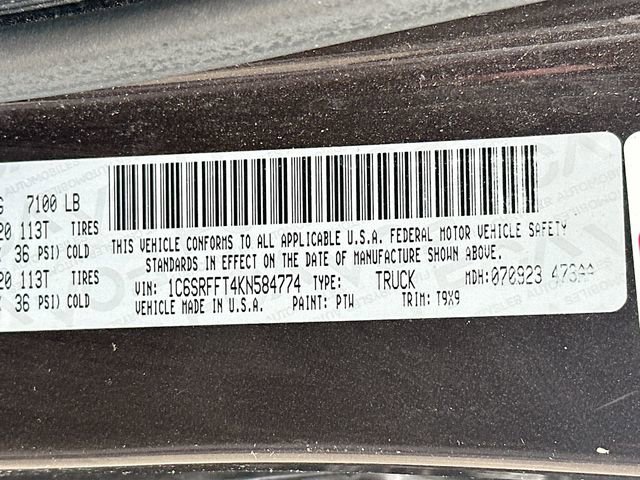 7100 LB
20 113T TIRES
36 PSI) COLD
20 113T TIRES
36 PSI) COLD
THIS VEHICLE CONFORMS TO ALL APPLICABLE U.S.A. FEDERAL MOTOR VEHICLE SAFETY
STANDARDS IN EFFECT ON THE DATE OF MANUFACTURE SHOWN ABOVE.
VIN: 1C6SRFFT4KN584774 TYPE: TRUCK MDH: 070923 473AA
VEHICLE MADE IN U.S.A. PAINT: PTW TRIM: T9X9